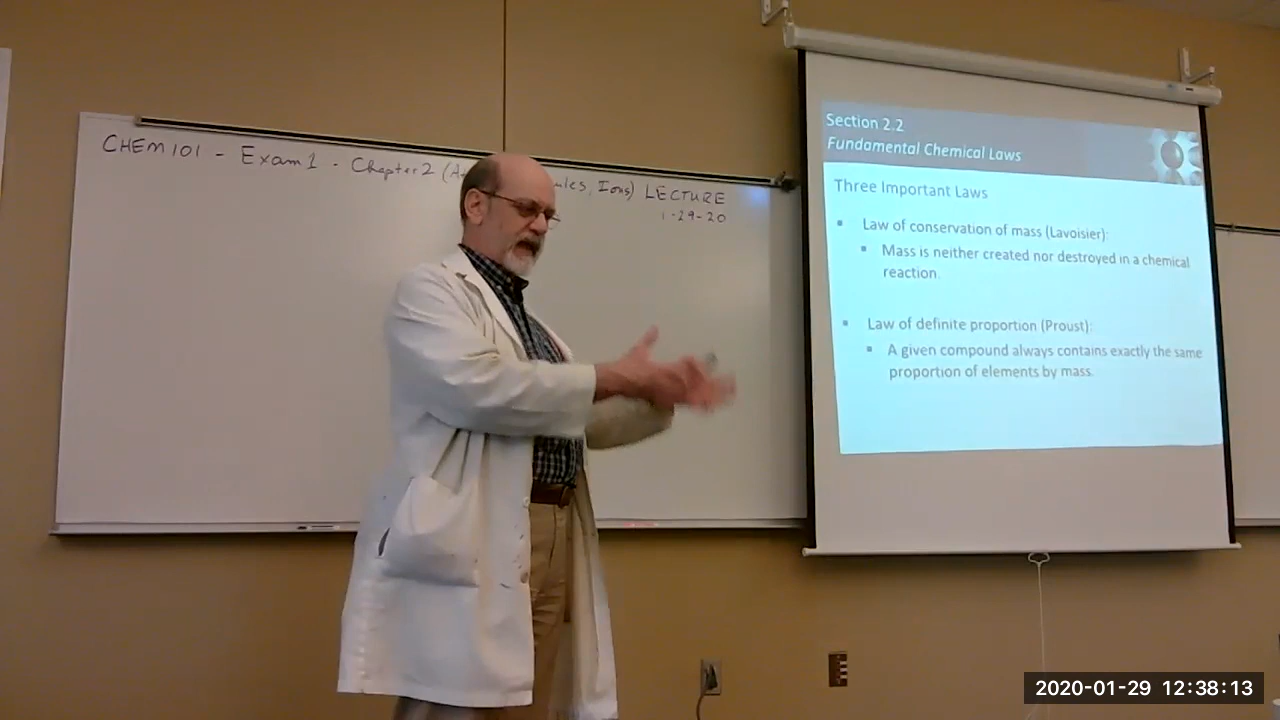 CHEM 101 - Exam 1 - Chapter 2 (Ions) LECTURE
1-29-20
Section 2.2
Fundamental Chemical Laws
Three Important Laws
▪ Law of conservation of mass (Lavoisier):
▪ Mass is neither created nor destroyed in a chemical
reaction.
▪ Law of definite proportion (Proust):
▪ A given compound always contains exactly the same
proportion of elements by mass.
2020-01-29 12:38:13